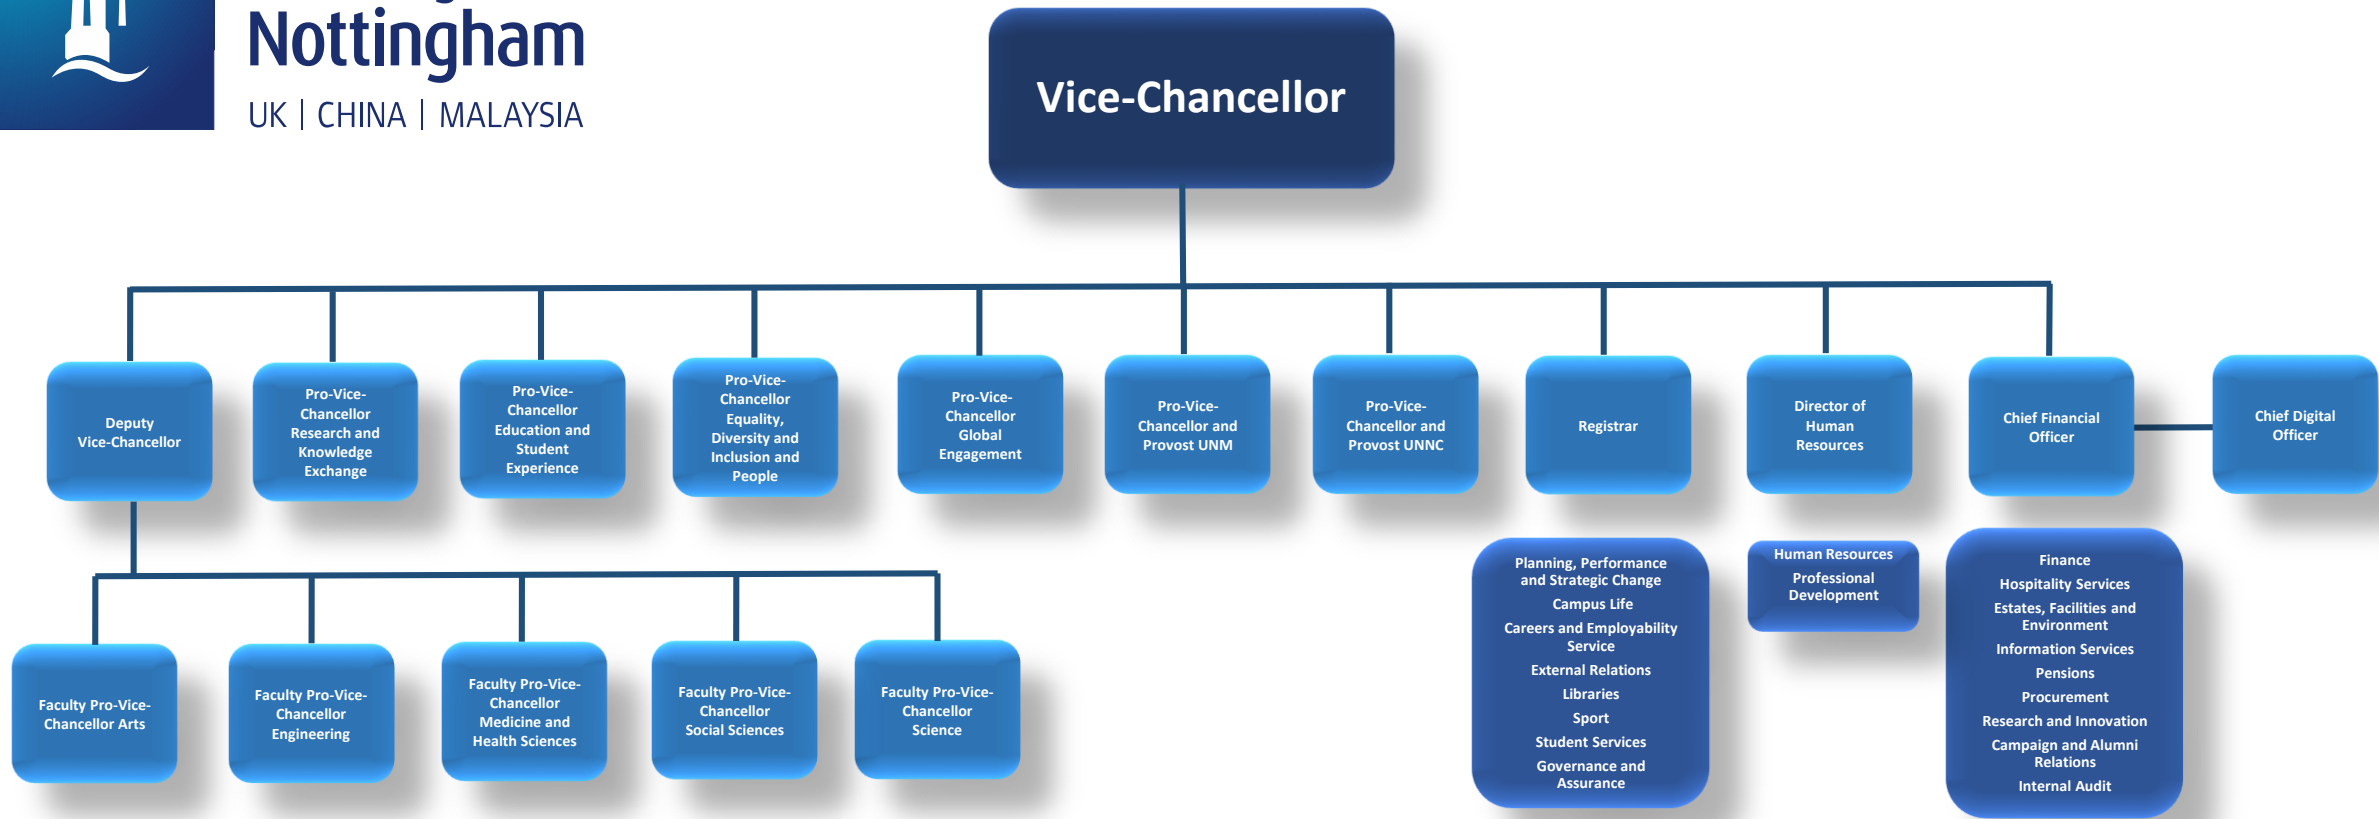 Nottingham
UK | CHINA | MALAYSIA
Vice-Chancellor
Deputy
Vice-Chancellor
Pro-Vice-
Chancellor
Research and
Knowledge
Exchange
Pro-Vice-
Chancellor
Education and
Student
Experience
Pro-Vice-
Chancellor
Equality,
Diversity and
Inclusion and
People
Pro-Vice-
Chancellor
Global
Engagement
Pro-Vice-
Chancellor and
Provost UNM
Pro-Vice-
Chancellor and
Provost UNNC
Registrar
Director of
Human
Resources
Chief Financial
Officer
Chief Digital
Officer
Faculty Pro-Vice-
Chancellor Arts
Faculty Pro-Vice-
Chancellor
Engineering
Faculty Pro-Vice-
Chancellor
Medicine and
Health Sciences
Faculty Pro-Vice-
Chancellor
Social Sciences
Faculty Pro-Vice-
Chancellor
Science
Planning, Performance
and Strategic Change
Campus Life
Careers and Employability
Service
External Relations
Libraries
Sport
Student Services
Governance and
Assurance
Human Resources
Professional
Development
Finance
Hospitality Services
Estates, Facilities and
Environment
Information Services
Pensions
Procurement
Research and Innovation
Campaign and Alumni
Relations
Internal Audit